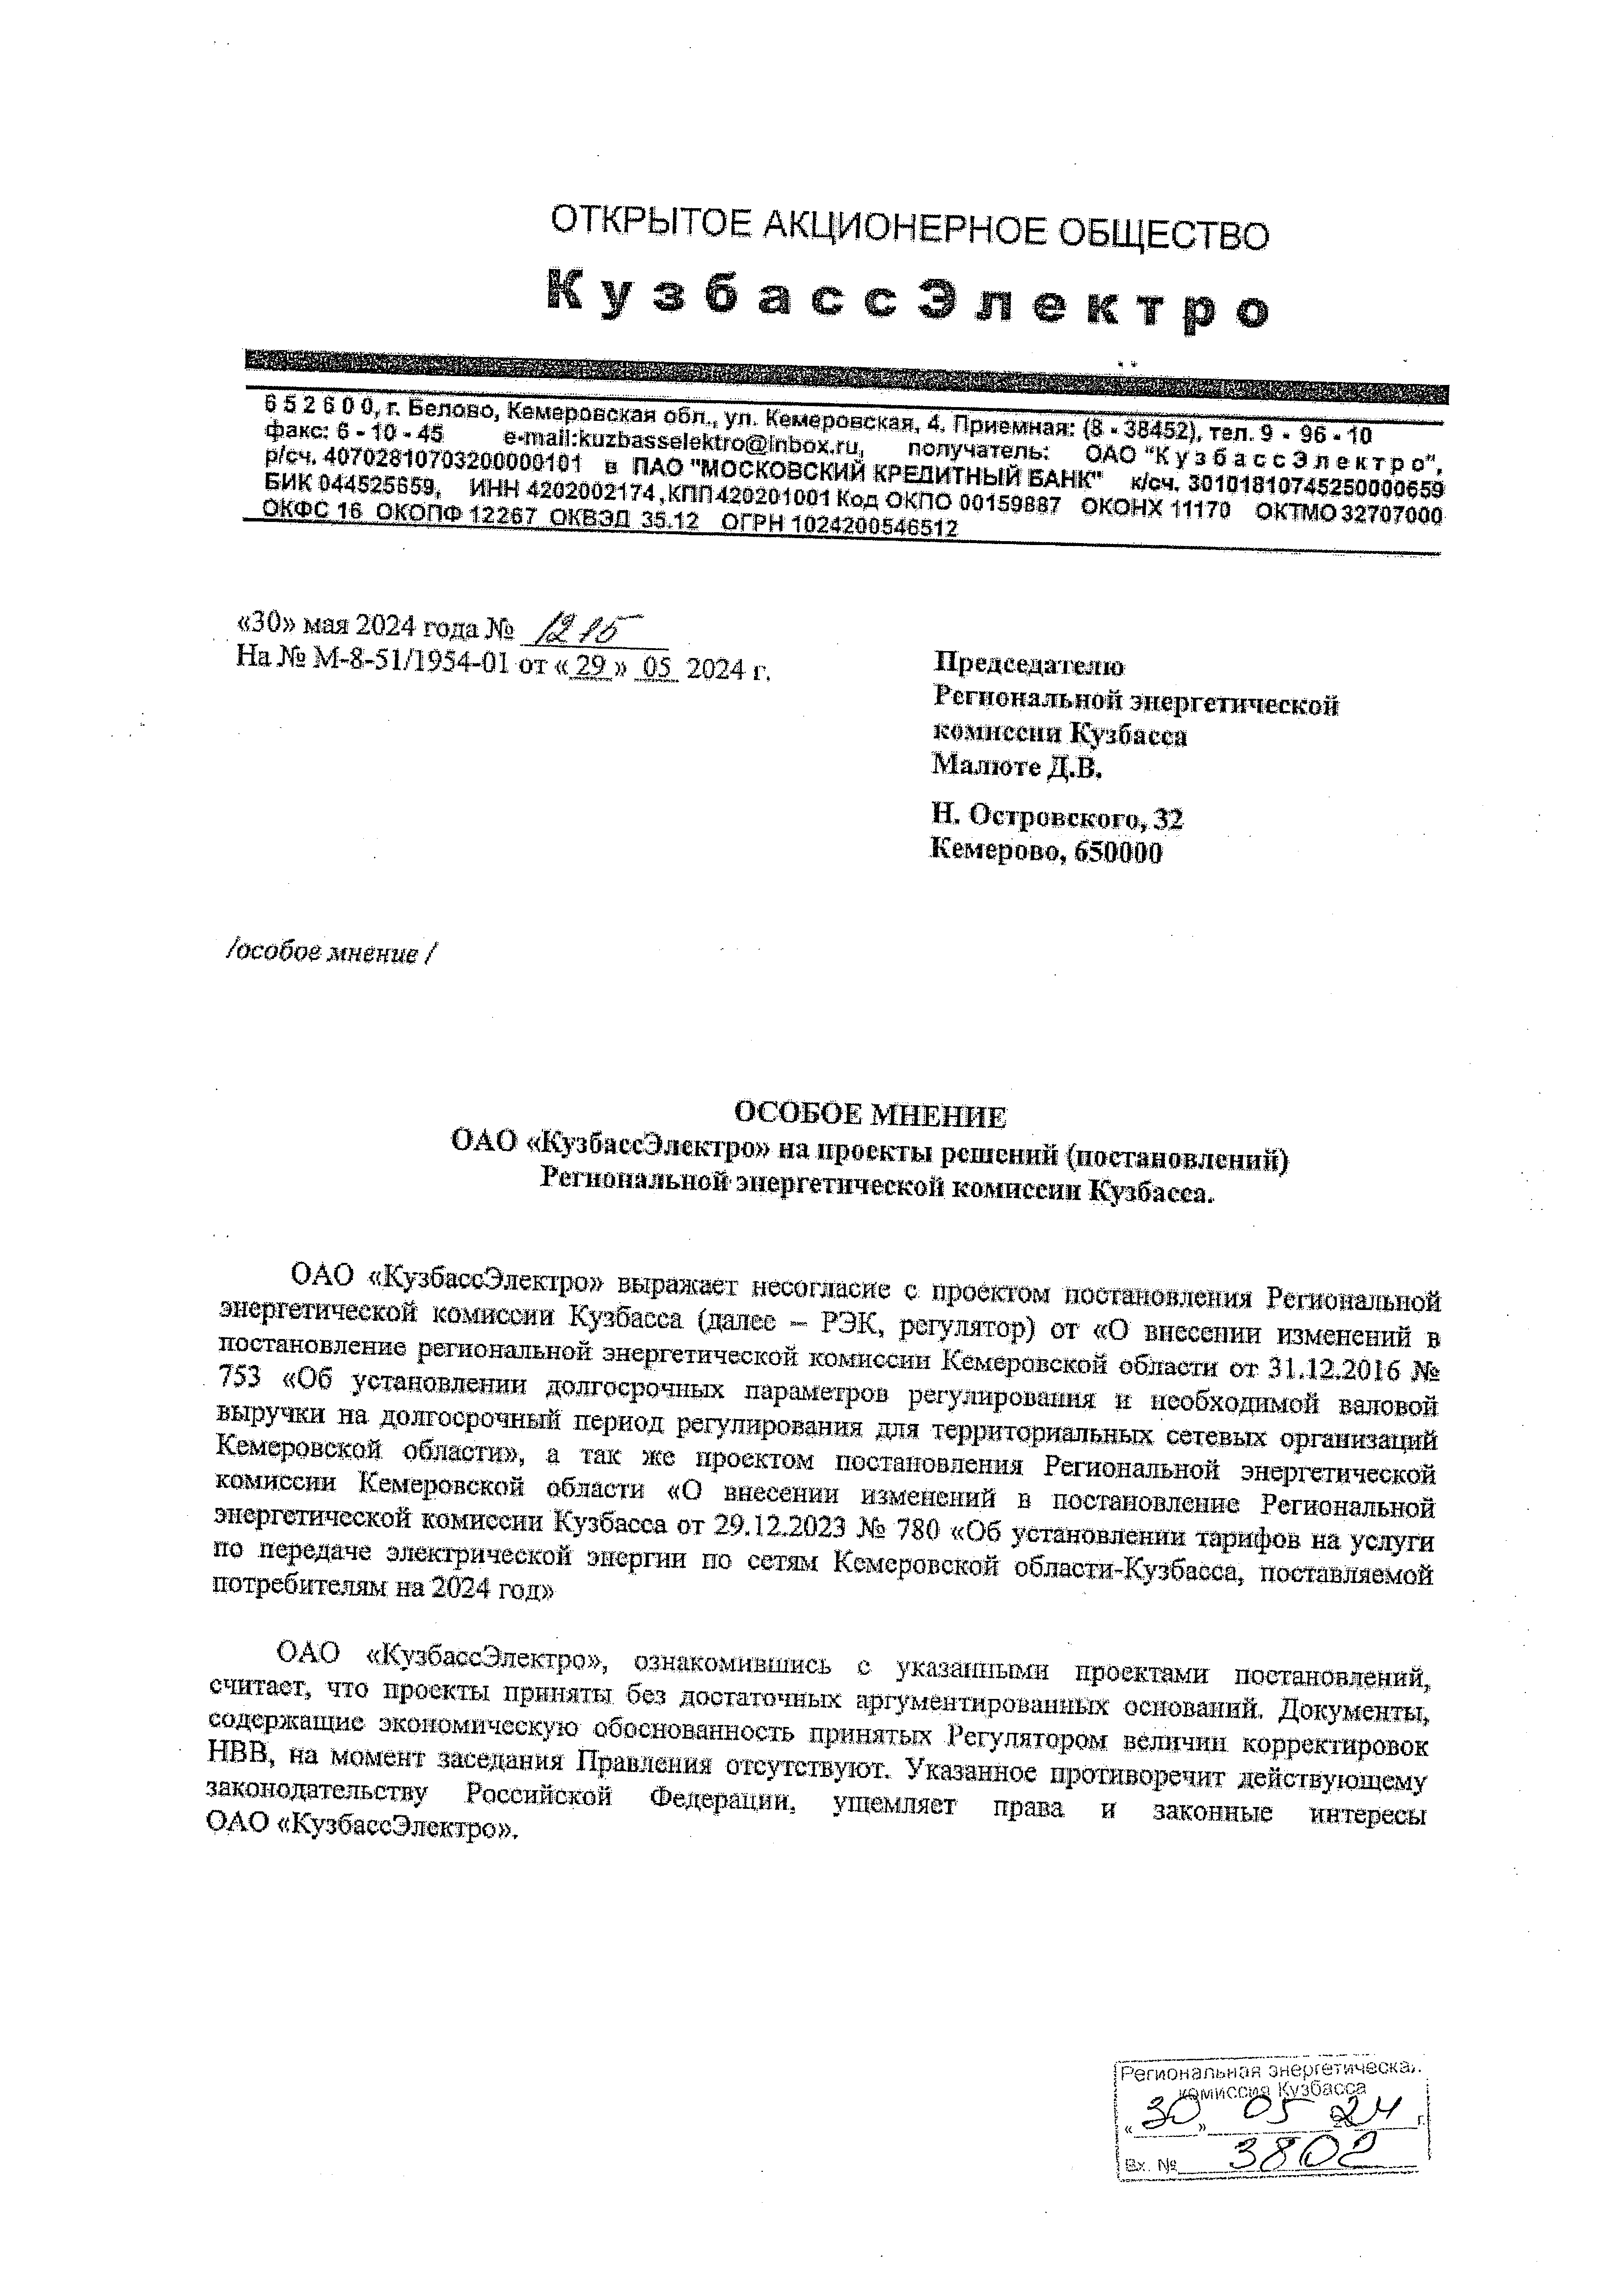 ОТКРЫТОЕ АКЦИОНЕРНОЕ ОБЩЕСТВО
КузбассЭлектро
652600, г. Белово, Кемеровская обл., ул. Кемеровская, 4, Приемная: (8 - 38452), тел. 9 - 96 - 10
факс: 6 - 10 - 45 e-mail:kuzbasselektro@inbox.ru, получатель: ОАО "КузбассЭлектро",
р/сч. 40702810703200000101 в ПАО "МОСКОВСКИЙ КРЕДИТНЫЙ БАНК" к/сч. 30101810745250000659
БИК 044525659, ИНН 4202002174, КПП 420201001 Код ОКПО 00159887 ОКОНХ 11170 ОКТМО 32707000
ОКФС 16 ОКОПФ 12267 ОКВЭД 35.12 ОГРН 1024200546512
«30» мая 2024 года № 1215
На № М-8-51/1954-01 от « 29 » 05 2024 г.
Председателю
Региональной энергетической
комиссии Кузбасса
Малюте Д.В.
Н. Островского, 32
Кемерово, 650000
/особое мнение /
ОСОБОЕ МНЕНИЕ
ОАО «КузбассЭлектро» на проекты решений (постановлений)
Региональной энергетической комиссии Кузбасса.
ОАО «КузбассЭлектро» выражает несогласие с проектом постановления Региональной
энергетической комиссии Кузбасса (далее – РЭК, регулятор) от «О внесении изменений в
постановление региональной энергетической комиссии Кемеровской области от 31.12.2016 №
753 «Об установлении долгосрочных параметров регулирования и необходимой валовой
выручки на долгосрочный период регулирования для территориальных сетевых организаций
Кемеровской области», а так же проектом постановления Региональной энергетической
комиссии Кемеровской области «О внесении изменений в постановление Региональной
энергетической комиссии Кузбасса от 29.12.2023 № 780 «Об установлении тарифов на услуги
по передаче электрической энергии по сетям Кемеровской области-Кузбасса, поставляемой
потребителям на 2024 год»
ОАО «КузбассЭлектро», ознакомившись с указанными проектами постановлений,
считает, что проекты приняты без достаточных аргументированных оснований. Документы,
содержащие экономическую обоснованность принятых Регулятором величин корректировок
НВВ, на момент заседания Правления отсутствуют. Указанное противоречит действующему
законодательству Российской Федерации, ущемляет права и законные интересы
ОАО «КузбассЭлектро».
Региональная энергетическа
комиссия Кузбасса
« 30 » 05 24 г.
Вх. № 3802